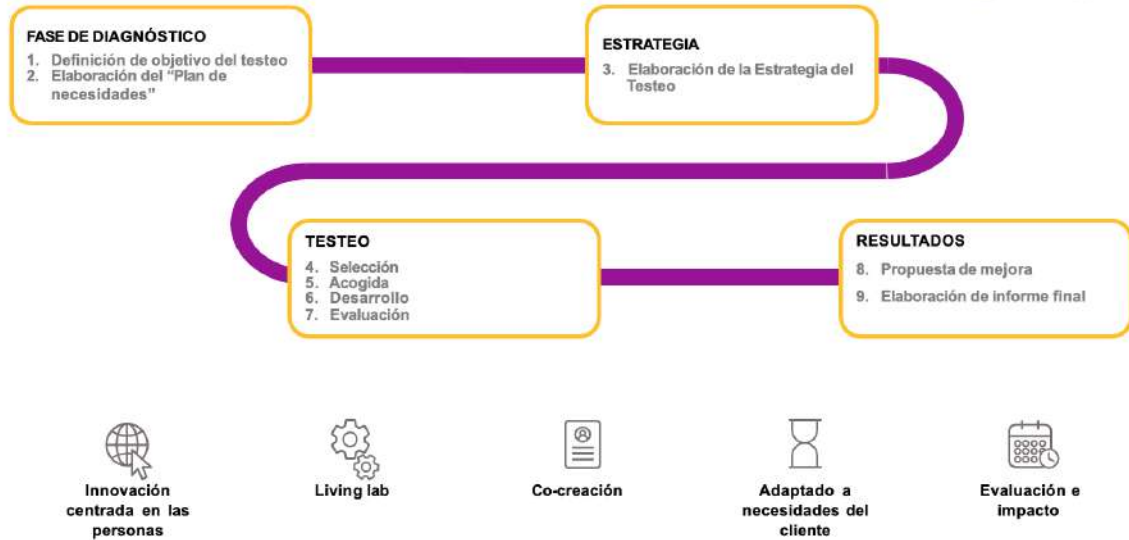 FASE DE DIAGNÓSTICO
1. Definición de objetivo del testeo
2. Elaboración del “Plan de
necesidades”
ESTRATEGIA
3. Elaboración de la Estrategia del
Testeo
TESTEO
4. Selección
5. Acogida
6. Desarrollo
7. Evaluación
RESULTADOS
8. Propuesta de mejora
9. Elaboración de informe final
Innovación
centrada en las
personas
Living lab
Co-creación
Adaptado a
necesidades del
cliente
Evaluación e
impacto